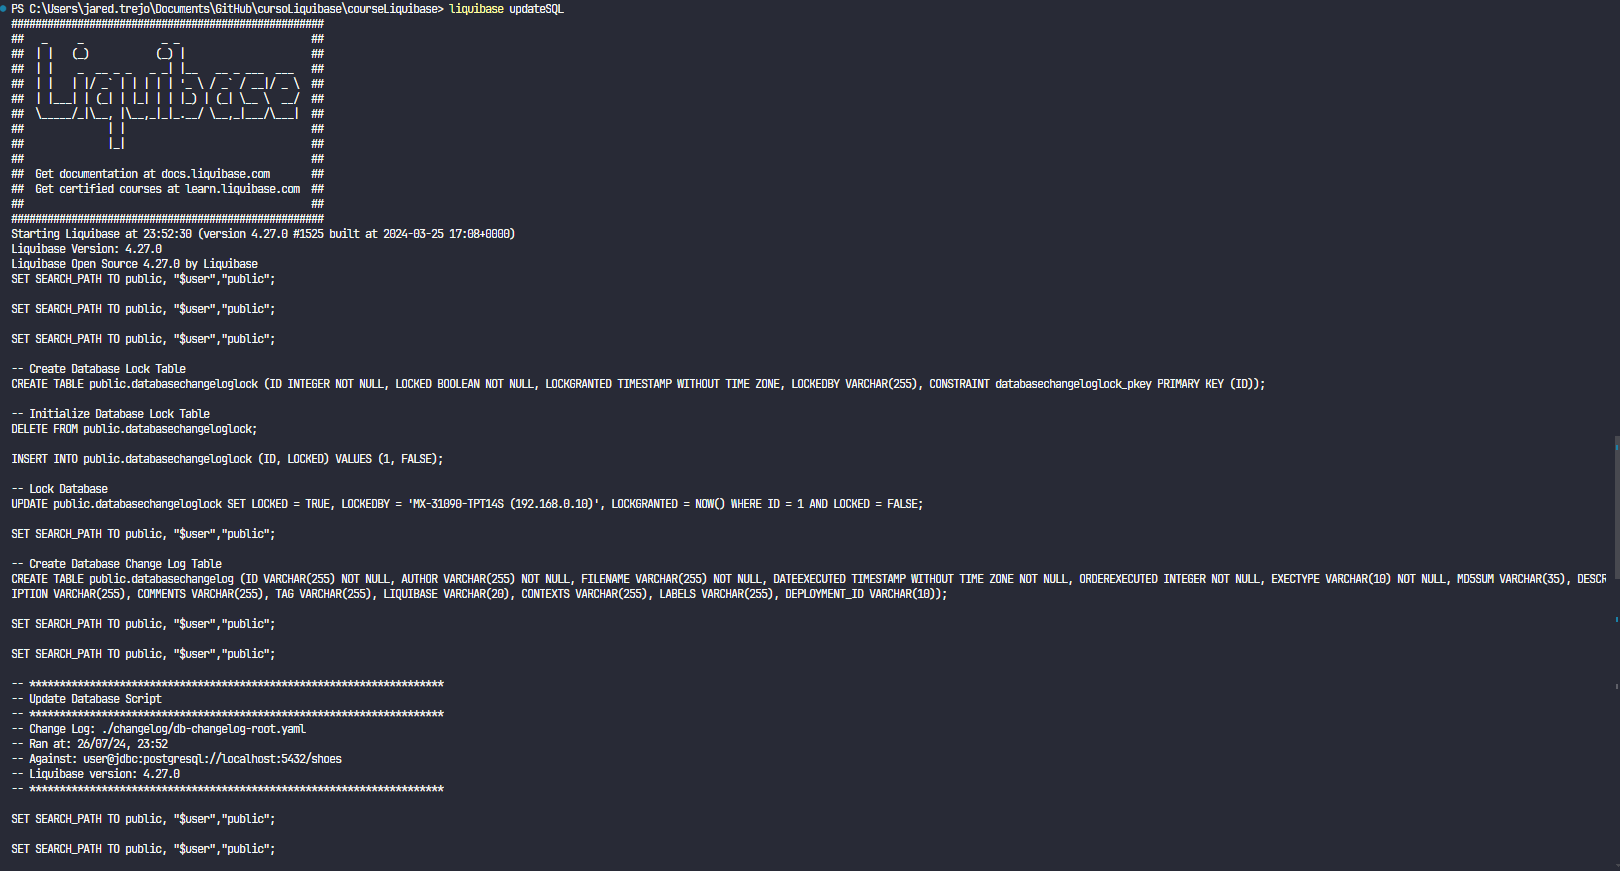 PS C:\Users\jared.trejo\Documents\GitHub\cursoLiquibase\courseLiquibase> liquibase updateSQL
####################################################
##   _     _             _ _                      ##
##  | |   (_)           (_) |                     ##
##  | |    _  __ _ _   _ _| |__   __ _ ___  ___   ##
##  | |   | |/ _` | | | | | '_ \ / _` / __|/ _ \  ##
##  | |___| | (_| | |_| | | |_) | (_| \__ \  __/  ##
##  \_____/_|\__, |\__,_|_|_.__/ \__,_|___/\___|  ##
##              | |                               ##
##              |_|                               ##
##                                                ##
##  Get documentation at docs.liquibase.com       ##
##  Get certified courses at learn.liquibase.com  ##
##                                                ##
####################################################
Starting Liquibase at 23:52:30 (version 4.27.0 #1525 built at 2024-03-25 17:08+0000)
Liquibase Version: 4.27.0
Liquibase Open Source 4.27.0 by Liquibase
SET SEARCH_PATH TO public, "$user","public";
SET SEARCH_PATH TO public, "$user","public";
SET SEARCH_PATH TO public, "$user","public";
-- Create Database Lock Table
CREATE TABLE public.databasechangeloglock (ID INTEGER NOT NULL, LOCKED BOOLEAN NOT NULL, LOCKGRANTED TIMESTAMP WITHOUT TIME ZONE, LOCKEDBY VARCHAR(255), CONSTRAINT databasechangeloglock_pkey PRIMARY KEY (ID));
-- Initialize Database Lock Table
DELETE FROM public.databasechangeloglock;
INSERT INTO public.databasechangeloglock (ID, LOCKED) VALUES (1, FALSE);
-- Lock Database
UPDATE public.databasechangeloglock SET LOCKED = TRUE, LOCKEDBY = 'MX-31090-TPT14S (192.168.0.10)', LOCKGRANTED = NOW() WHERE ID = 1 AND LOCKED = FALSE;
SET SEARCH_PATH TO public, "$user","public";
-- Create Database Change Log Table
CREATE TABLE public.databasechangelog (ID VARCHAR(255) NOT NULL, AUTHOR VARCHAR(255) NOT NULL, FILENAME VARCHAR(255) NOT NULL, DATEEXECUTED TIMESTAMP WITHOUT TIME ZONE NOT NULL, ORDEREXECUTED INTEGER NOT NULL, EXECTYPE VARCHAR(10) NOT NULL, MD5SUM VARCHAR(35), DESCR
IPTION VARCHAR(255), COMMENTS VARCHAR(255), TAG VARCHAR(255), LIQUIBASE VARCHAR(20), CONTEXTS VARCHAR(255), LABELS VARCHAR(255), DEPLOYMENT_ID VARCHAR(10));
SET SEARCH_PATH TO public, "$user","public";
SET SEARCH_PATH TO public, "$user","public";
-- *********************************************************************
-- Update Database Script
-- *********************************************************************
-- Change Log: ./changelog/db-changelog-root.yaml
-- Ran at: 26/07/24, 23:52
-- Against: user@jdbc:postgresql://localhost:5432/shoes
-- Liquibase version: 4.27.0
-- *********************************************************************
SET SEARCH_PATH TO public, "$user","public";
SET SEARCH_PATH TO public, "$user","public";